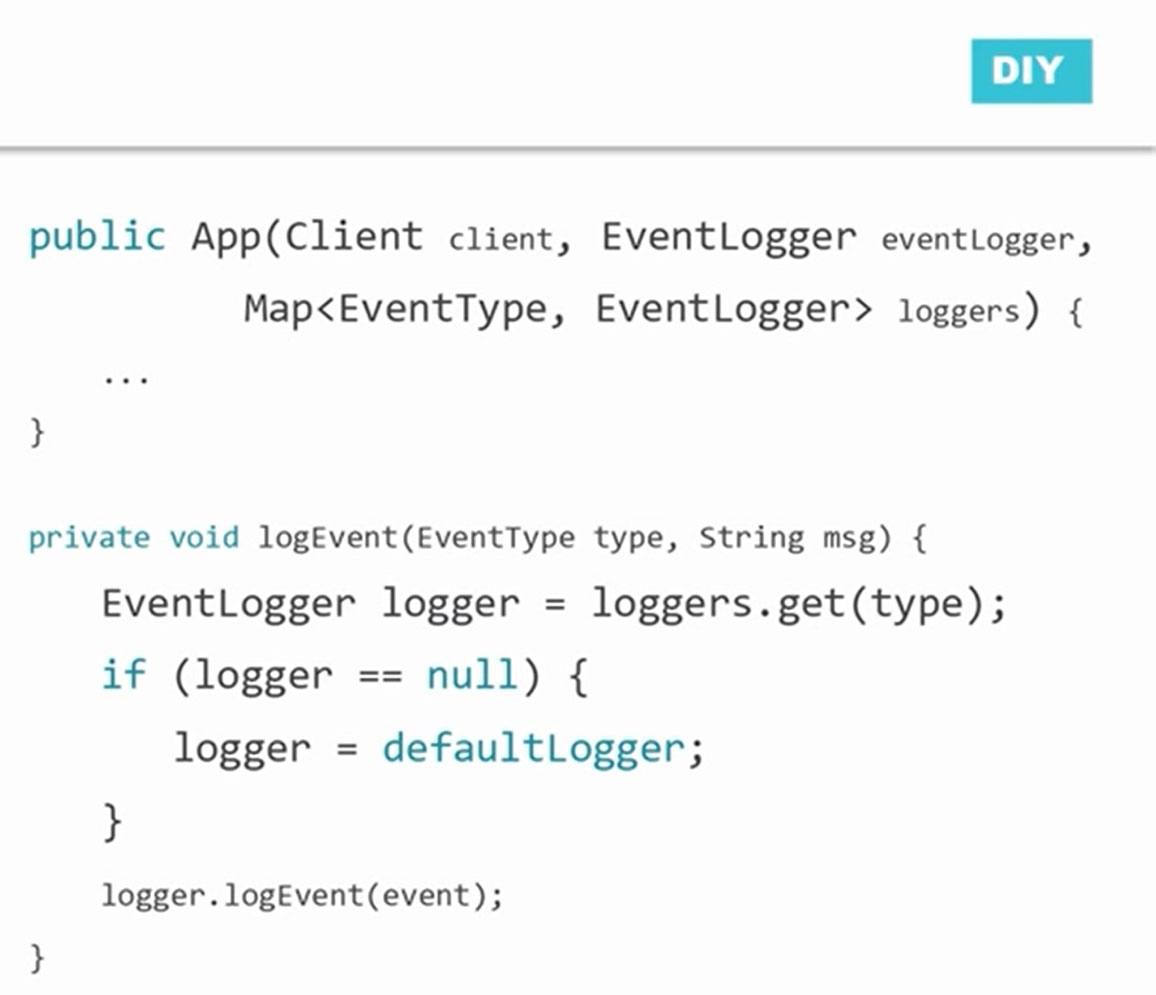 DIY
public App(Client client, EventLogger eventLogger,
Map<EventType, EventLogger> loggers) {
...
}
private void logEvent(EventType type, String msg) {
EventLogger logger = loggers.get(type);
if (logger == null) {
logger = defaultLogger;
}
logger.logEvent(event);
}